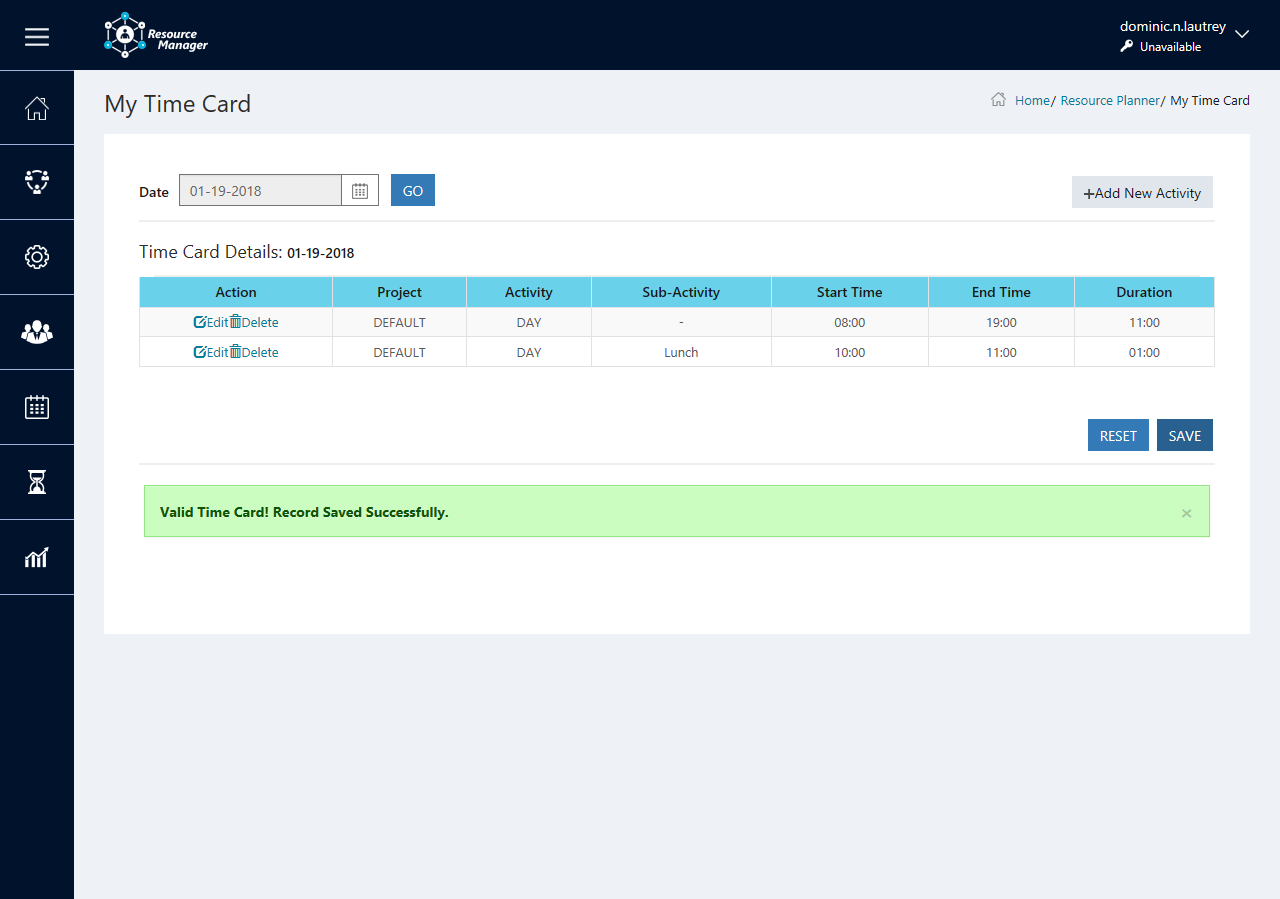 Resource
Manager
dominic.n.lautrey
Unavailable
My Time Card
Home/ Resource Planner/ My Time Card
Date 01-19-2018 GO
+Add New Activity
Time Card Details: 01-19-2018
Action Project Activity Sub-Activity Start Time End Time Duration
Edit Delete DEFAULT DAY - 08:00 19:00 11:00
Edit Delete DEFAULT DAY Lunch 10:00 11:00 01:00
RESET SAVE
Valid Time Card! Record Saved Successfully. ×